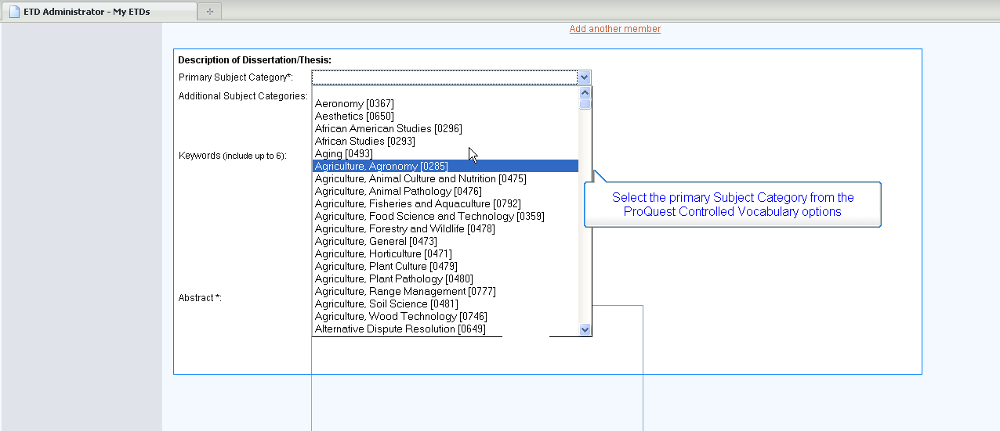 ETD Administrator - My ETDs
Add another member
Description of Dissertation/Thesis:
Primary Subject Category*:
Additional Subject Categories:
Aeronomy [0367]
Aesthetics [0650]
African American Studies [0296]
African Studies [0293]
Aging [0493]
Keywords (include up to 6):
Agriculture, Agronomy [0285]
Agriculture, Animal Culture and Nutrition [0475]
Agriculture, Animal Pathology [0476]
Agriculture, Fisheries and Aquaculture [0792]
Agriculture, Food Science and Technology [0359]
Agriculture, Forestry and Wildlife [0478]
Agriculture, General [0473]
Agriculture, Horticulture [0471]
Agriculture, Plant Culture [0479]
Agriculture, Plant Pathology [0480]
Agriculture, Range Management [0777]
Agriculture, Soil Science [0481]
Agriculture, Wood Technology [0746]
Alternative Dispute Resolution [0649]
Select the primary Subject Category from the
ProQuest Controlled Vocabulary options
Abstract *: